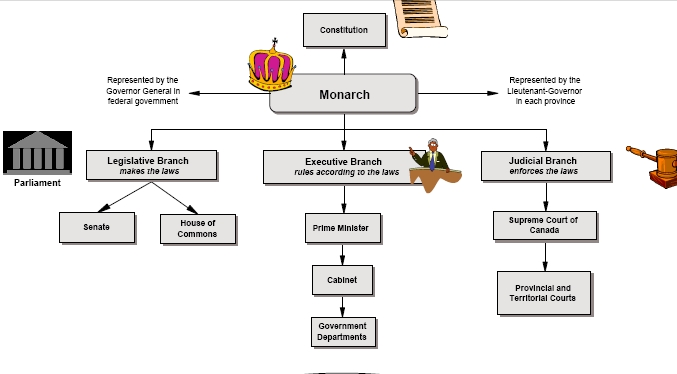 Constitution
Represented by the
Governor General in
federal government
Monarch
Represented by the
Lieutenant-Governor
in each province
Parliament
Legislative Branch
makes the laws
Executive Branch
rules according to the laws
Judicial Branch
enforces the laws
Senate
House of
Commons
Prime Minister
Supreme Court of
Canada
Cabinet
Provincial and
Territorial Courts
Government
Departments